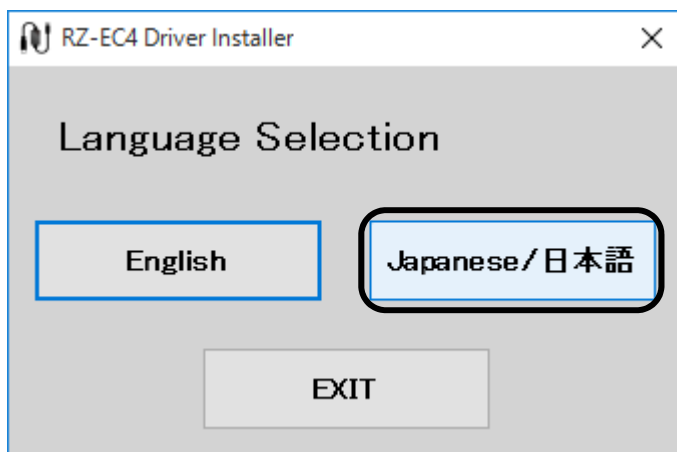 RZ-EC4 Driver Installer
Language Selection
English
Japanese/日本語
EXIT